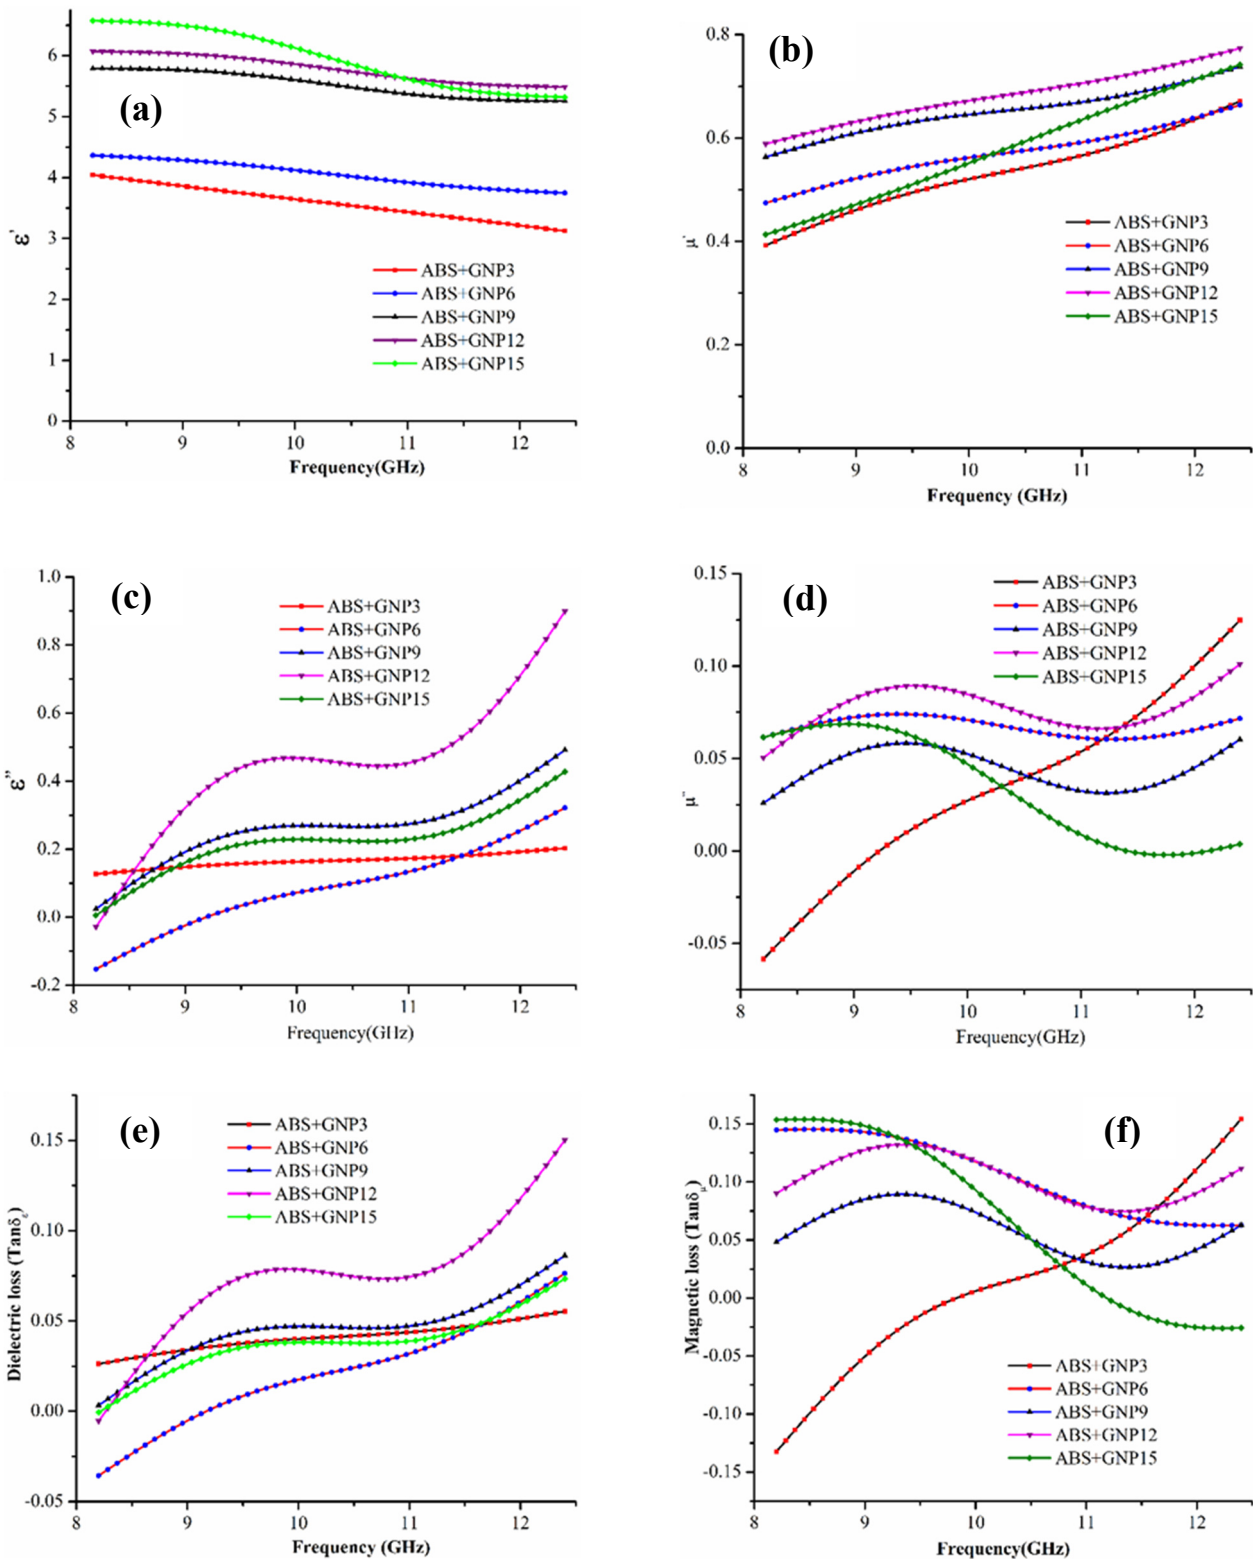 (a)
ε'
6
5
4
3
2
1
0
ABS+GNP3
ABS+GNP6
ABS+GNP9
ABS+GNP12
ABS+GNP15
8 9 10 11 12
Frequency(GHz)
(b)
μ'
0.8
0.6
0.4
0.2
0.0
ABS+GNP3
ABS+GNP6
ABS+GNP9
ABS+GNP12
ABS+GNP15
8 9 10 11 12
Frequency (GHz)
(c)
ε"
1.0
0.8
0.6
0.4
0.2
0.0
-0.2
ABS+GNP3
ABS+GNP6
ABS+GNP9
ABS+GNP12
ABS+GNP15
8 9 10 11 12
Frequency(GHz)
(d)
μ"
0.15
0.10
0.05
0.00
-0.05
ABS+GNP3
ABS+GNP6
ABS+GNP9
ABS+GNP12
ABS+GNP15
8 9 10 11 12
Frequency(GHz)
(e)
Dielectric loss (Tanδε)
0.15
0.10
0.05
0.00
-0.05
ABS+GNP3
ABS+GNP6
ABS+GNP9
ABS+GNP12
ABS+GNP15
8 9 10 11 12
Frequency (GHz)
(f)
Magnetic loss (Tanδμ)
0.15
0.10
0.05
0.00
-0.05
-0.10
-0.15
ABS+GNP3
ABS+GNP6
ABS+GNP9
ABS+GNP12
ABS+GNP15
8 9 10 11 12
Frequency(GHz)